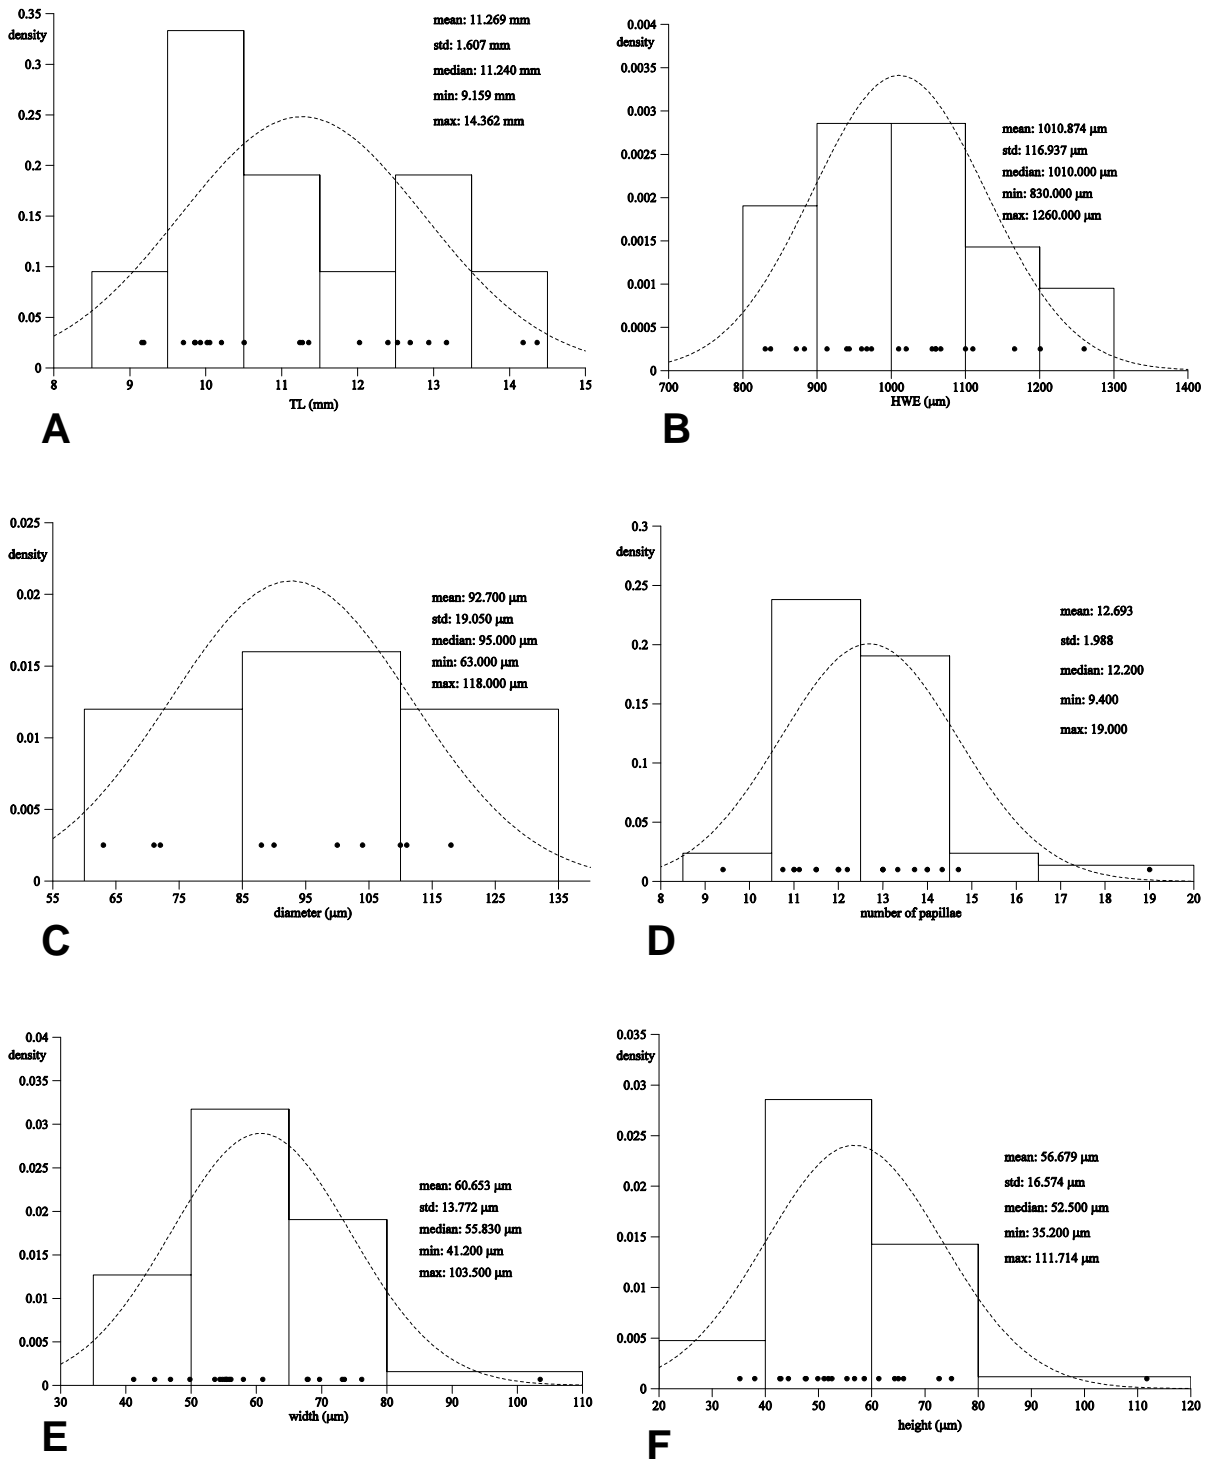 0.35
density
0.3
0.25
0.2
0.15
0.1
0.05
0
8 9 10 11 12 13 14 15
TL (mm)
mean: 11.269 mm
std: 1.607 mm
median: 11.240 mm
min: 9.159 mm
max: 14.362 mm
A
0.004
density
0.0035
0.003
0.0025
0.002
0.0015
0.001
0.0005
0
700 800 900 1000 1100 1200 1300 1400
HWE (µm)
mean: 1010.874 µm
std: 116.937 µm
median: 1010.000 µm
min: 830.000 µm
max: 1260.000 µm
B
0.025
density
0.02
0.015
0.01
0.005
0
55 65 75 85 95 105 115 125 135
diameter (µm)
mean: 92.700 µm
std: 19.050 µm
median: 95.000 µm
min: 63.000 µm
max: 118.000 µm
C
0.3
density
0.25
0.2
0.15
0.1
0.05
0
8 9 10 11 12 13 14 15 16 17 18 19 20
number of papillae
mean: 12.693
std: 1.988
median: 12.200
min: 9.400
max: 19.000
D
0.04
density
0.035
0.03
0.025
0.02
0.015
0.01
0.005
0
30 40 50 60 70 80 90 100 110
width (µm)
mean: 60.653 µm
std: 13.772 µm
median: 55.830 µm
min: 41.200 µm
max: 103.500 µm
E
0.035
density
0.03
0.025
0.02
0.015
0.01
0.005
0
20 30 40 50 60 70 80 90 100 110 120
height (µm)
mean: 56.679 µm
std: 16.574 µm
median: 52.500 µm
min: 35.200 µm
max: 111.714 µm
F